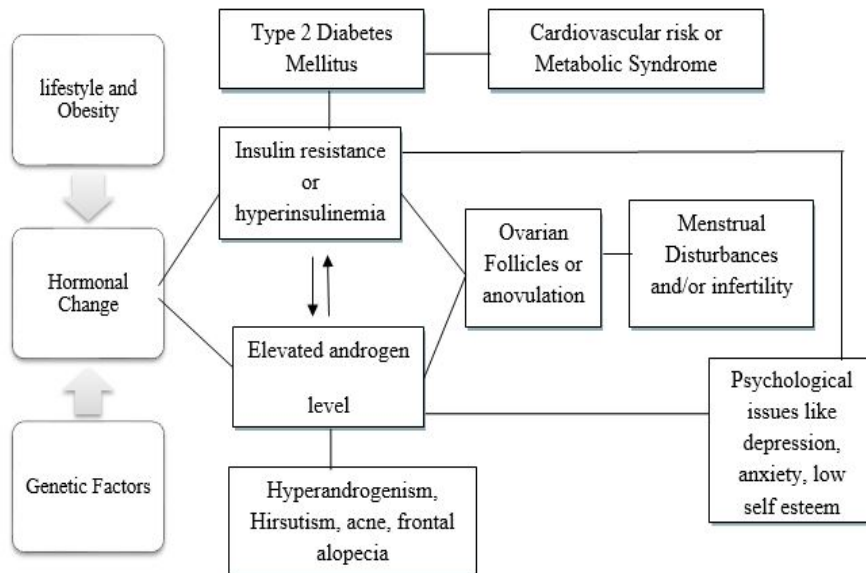 Type 2 Diabetes
Mellitus
Cardiovascular risk or
Metabolic Syndrome
lifestyle and
Obesity
Insulin resistance
or
hyperinsulinemia
Hormonal
Change
Ovarian
Follicles or
anovulation
Menstrual
Disturbances
and/or infertility
Elevated androgen
level
Psychological
issues like
depression,
anxiety, low
self esteem
Genetic Factors
Hyperandrogenism,
Hirsutism, acne, frontal
alopecia